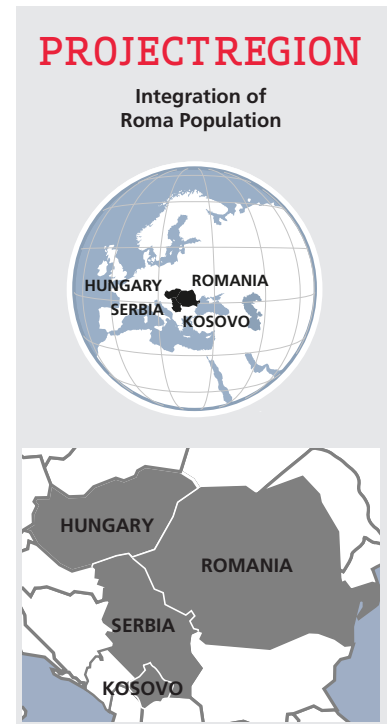 PROJECTREGION
Integration of
Roma Population
HUNGARY
ROMANIA
SERBIA
KOSOVO
HUNGARY
ROMANIA
SERBIA
KOSOVO